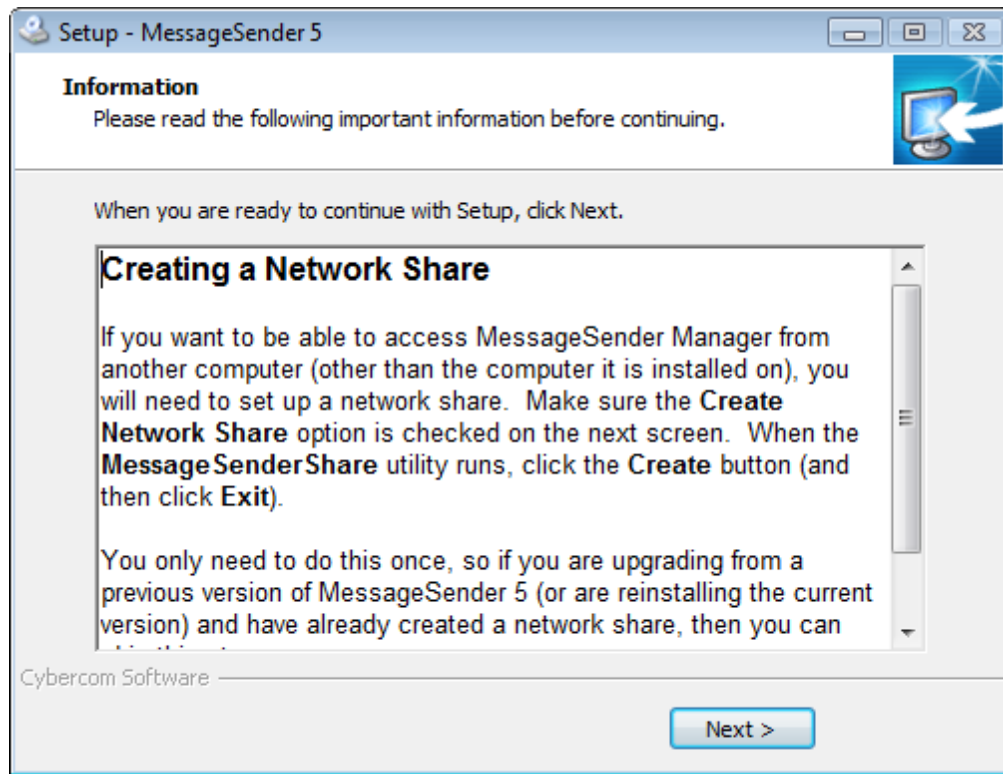 Setup - MessageSender 5
Information
Please read the following important information before continuing.
When you are ready to continue with Setup, click Next.
Creating a Network Share
If you want to be able to access MessageSender Manager from
another computer (other than the computer it is installed on), you
will need to set up a network share.  Make sure the Create
Network Share option is checked on the next screen.  When the
MessageSenderShare utility runs, click the Create button (and
then click Exit).
You only need to do this once, so if you are upgrading from a
previous version of MessageSender 5 (or are reinstalling the current
version) and have already created a network share, then you can
Cybercom Software
Next >